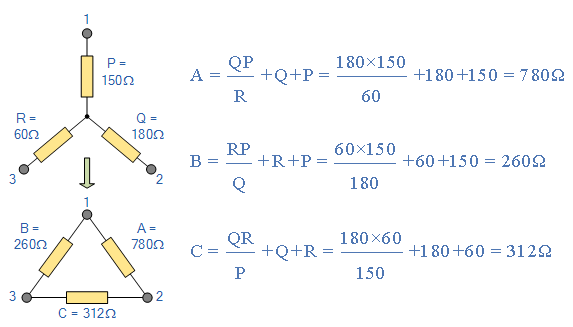 1
P =
150Ω
R =
60Ω
Q =
180Ω
3
2
1
B =
260Ω
A =
780Ω
3
2
C = 312Ω
A = QP/R +Q+P = 180×150/60 +180+150 = 780Ω
B = RP/Q +R+P = 60×150/180 +60+150 = 260Ω
C = QR/P +Q+R = 180×60/150 +180+60 = 312Ω